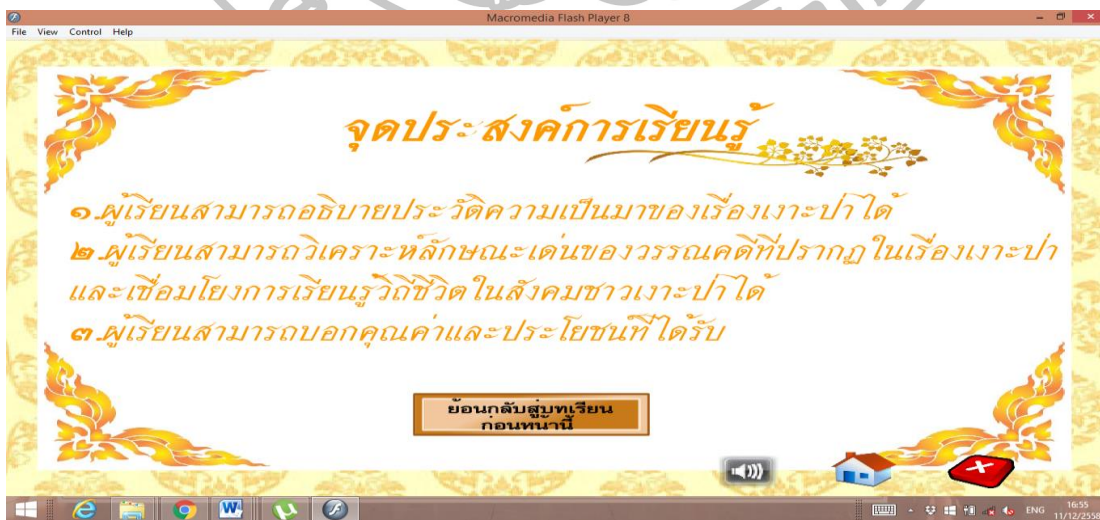 Macromedia Flash Player 8
File View Control Help
จุดประสงค์การเรียนรู้
๑.ผู้เรียนสามารถอธิบายประวัติความเป็นมาของเรื่องเงาะป่าได้
๒.ผู้เรียนสามารถวิเคราะห์ลักษณะเด่นของวรรณคดีที่ปรากฏในเรื่องเงาะป่า
และเชื่อมโยงการเรียนรู้วิถีชีวิตในสังคมชาวเงาะป่าได้
๓.ผู้เรียนสามารถบอกคุณค่าและประโยชน์ที่ได้รับ
ย้อนกลับสู่บทเรียน
ก่อนหน้านี้
ENG
16:55
11/12/2558